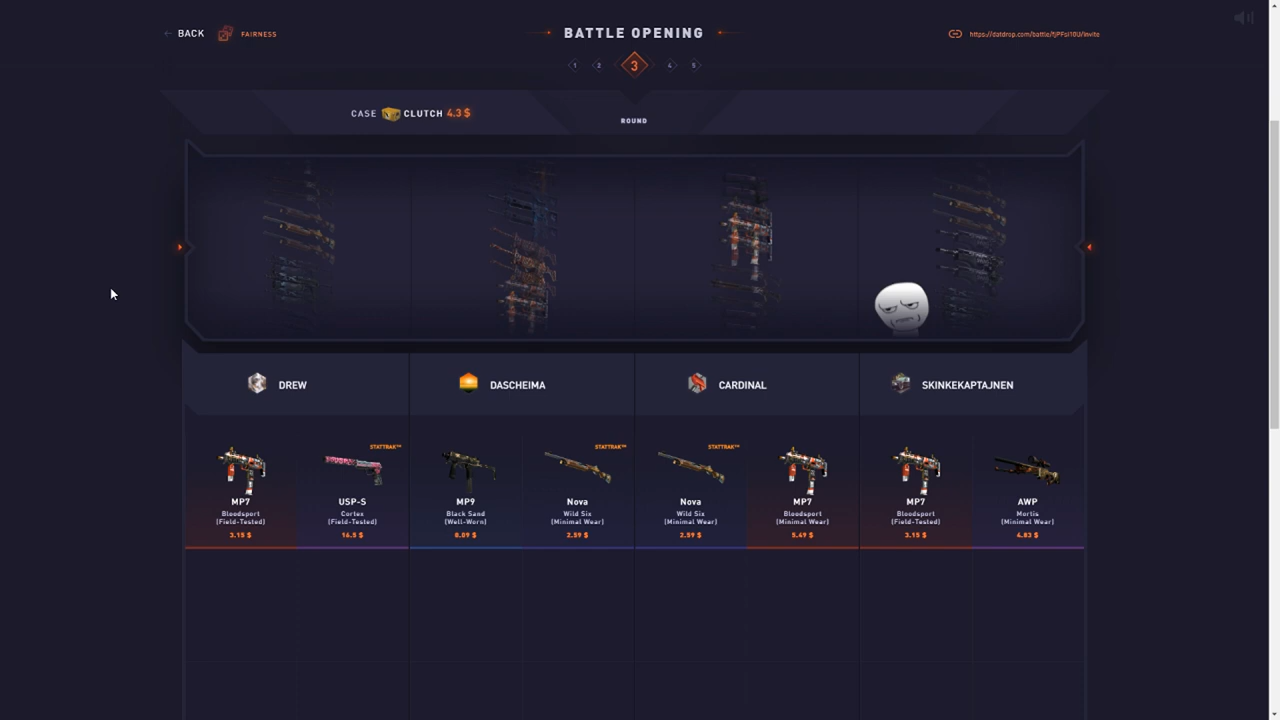 ← BACK
FAIRNESS
BATTLE OPENING
https://datdrop.com/battle/fjPFsI10U/invite
1 2 3 4 5
CASE CLUTCH 4.3 $
ROUND
DREW
DASCHEIMA
CARDINAL
SKINKEKAPTAJNEN
MP7
Bloodsport
(Field-Tested)
3.15 $
STATTRAK™
USP-S
Cortex
(Field-Tested)
16.5 $
MP9
Black Sand
(Well-Worn)
0.09 $
STATTRAK™
Nova
Wild Six
(Minimal Wear)
2.59 $
STATTRAK™
Nova
Wild Six
(Minimal Wear)
2.59 $
MP7
Bloodsport
(Minimal Wear)
5.49 $
MP7
Bloodsport
(Field-Tested)
3.15 $
AWP
Mortis
(Minimal Wear)
4.83 $